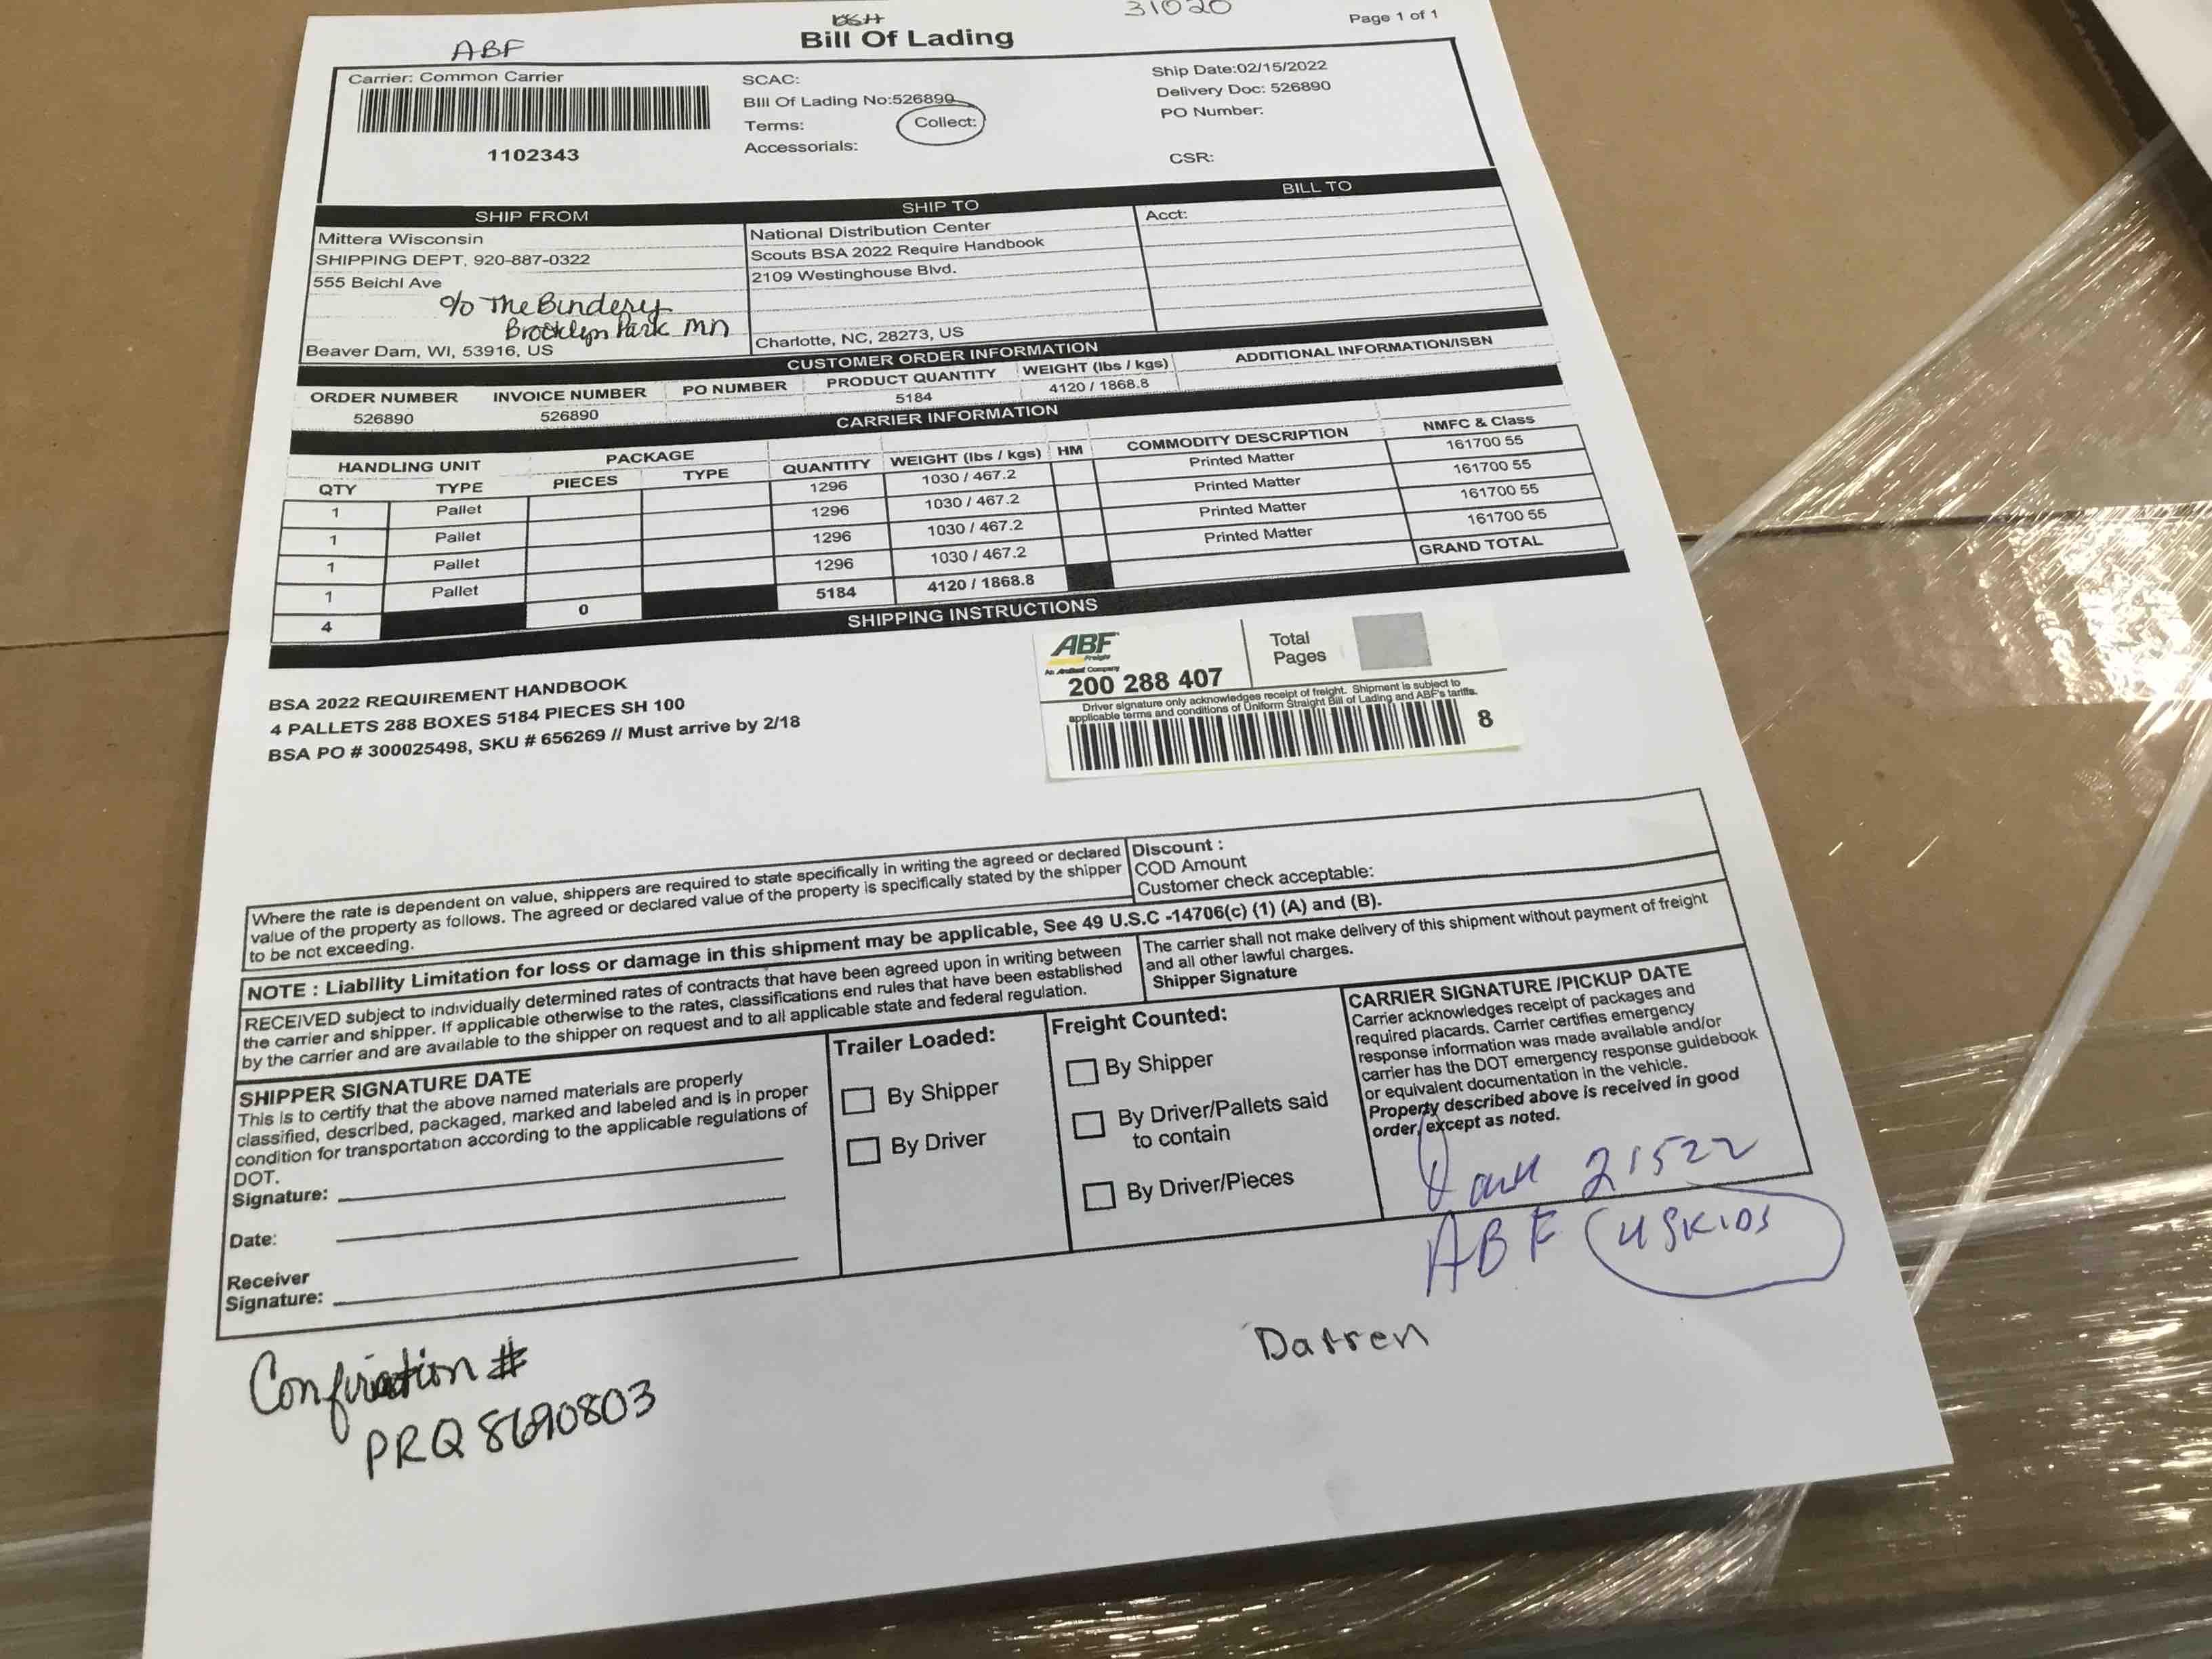 31020
Bill Of Lading
Page 1 of 1
ABF
Carrier: Common Carrier
1102343
SCAC:
Bill Of Lading No:526890
Terms: Collect:
Accessorials:
Ship Date:02/15/2022
Delivery Doc: 526890
PO Number:
CSR:
SHIP FROM
Mittera Wisconsin
SHIPPING DEPT, 920-887-0322
555 Beichl Ave
c/o The Bindery
Brooklyn Park mn
Beaver Dam, WI, 53916, US
SHIP TO
National Distribution Center
Scouts BSA 2022 Require Handbook
2109 Westinghouse Blvd.
Charlotte, NC, 28273, US
BILL TO
Acct:
CUSTOMER ORDER INFORMATION
ORDER NUMBER INVOICE NUMBER PO NUMBER PRODUCT QUANTITY WEIGHT (lbs / kgs) ADDITIONAL INFORMATION/ISBN
526890 526890 5184 4120 / 1868.8
CARRIER INFORMATION
HANDLING UNIT PACKAGE
QTY TYPE PIECES TYPE QUANTITY WEIGHT (lbs / kgs) HM COMMODITY DESCRIPTION NMFC & Class
1 Pallet 1296 1030 / 467.2 Printed Matter 161700 55
1 Pallet 1296 1030 / 467.2 Printed Matter 161700 55
1 Pallet 1296 1030 / 467.2 Printed Matter 161700 55
1 Pallet 1296 1030 / 467.2 Printed Matter 161700 55
4 0 5184 4120 / 1868.8 GRAND TOTAL
SHIPPING INSTRUCTIONS
BSA 2022 REQUIREMENT HANDBOOK
4 PALLETS 288 BOXES 5184 PIECES SH 100
BSA PO # 300025498, SKU # 656269 // Must arrive by 2/18
ABF
Freight
An ArcBest Company
Total
Pages
200 288 407
Driver signature only acknowledges receipt of freight. Shipment is subject to
applicable terms and conditions of Uniform Straight Bill of Lading and ABF's tariffs.
8
Where the rate is dependent on value, shippers are required to state specifically in writing the agreed or declared
value of the property as follows. The agreed or declared value of the property is specifically stated by the shipper
to be not exceeding.
Discount :
COD Amount
Customer check acceptable:
NOTE : Liability Limitation for loss or damage in this shipment may be applicable, See 49 U.S.C -14706(c) (1) (A) and (B).
RECEIVED subject to individually determined rates of contracts that have been agreed upon in writing between
the carrier and shipper. If applicable otherwise to the rates, classifications end rules that have been established
by the carrier and are available to the shipper on request and to all applicable state and federal regulation.
The carrier shall not make delivery of this shipment without payment of freight
and all other lawful charges.
Shipper Signature
SHIPPER SIGNATURE DATE
This is to certify that the above named materials are properly
classified, described, packaged, marked and labeled and is in proper
condition for transportation according to the applicable regulations of
DOT.
Signature:
Date:
Receiver
Signature:
Trailer Loaded:
By Shipper
By Driver
Freight Counted:
By Shipper
By Driver/Pallets said
to contain
By Driver/Pieces
CARRIER SIGNATURE /PICKUP DATE
Carrier acknowledges receipt of packages and
required placards. Carrier certifies emergency
response information was made available and/or
carrier has the DOT emergency response guidebook
or equivalent documentation in the vehicle.
Property described above is received in good
order, except as noted.
21522
ABF 4 SKIDS
Darren
Confiration #
PRQ 8690803